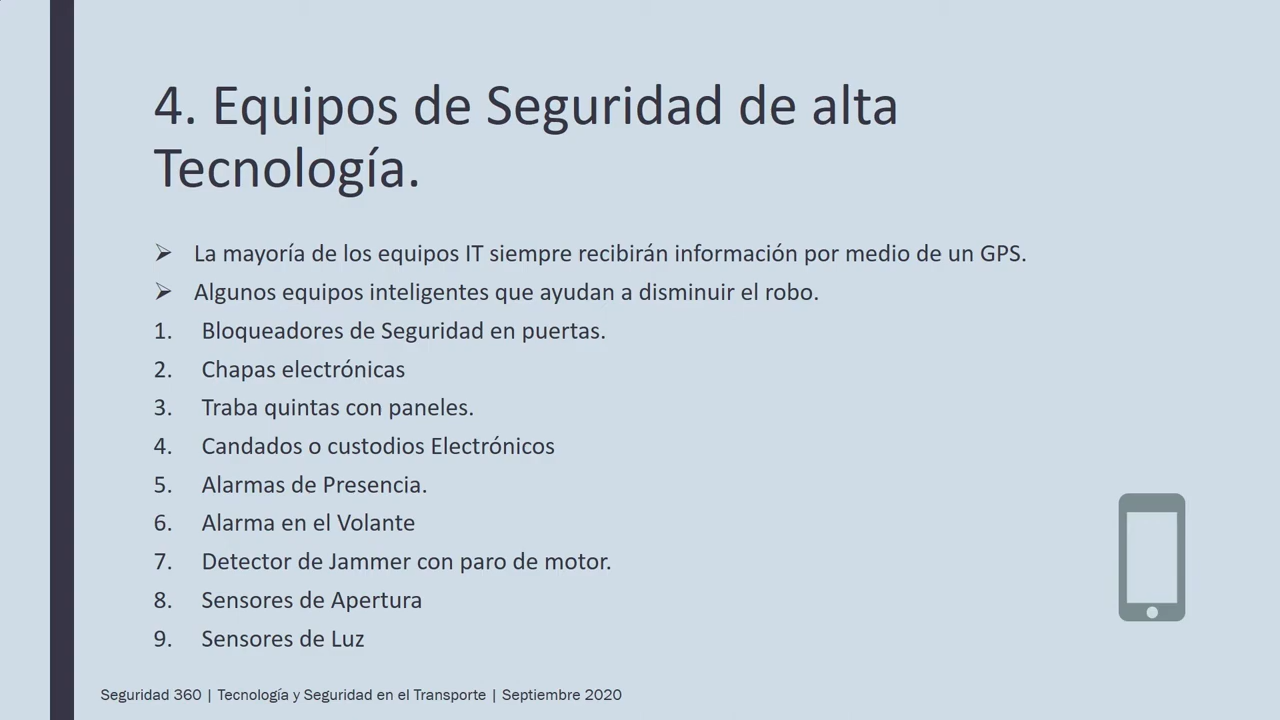 4. Equipos de Seguridad de alta
Tecnología.
➢ La mayoría de los equipos IT siempre recibirán información por medio de un GPS.
➢ Algunos equipos inteligentes que ayudan a disminuir el robo.
1. Bloqueadores de Seguridad en puertas.
2. Chapas electrónicas
3. Traba quintas con paneles.
4. Candados o custodios Electrónicos
5. Alarmas de Presencia.
6. Alarma en el Volante
7. Detector de Jammer con paro de motor.
8. Sensores de Apertura
9. Sensores de Luz
Seguridad 360 | Tecnología y Seguridad en el Transporte | Septiembre 2020